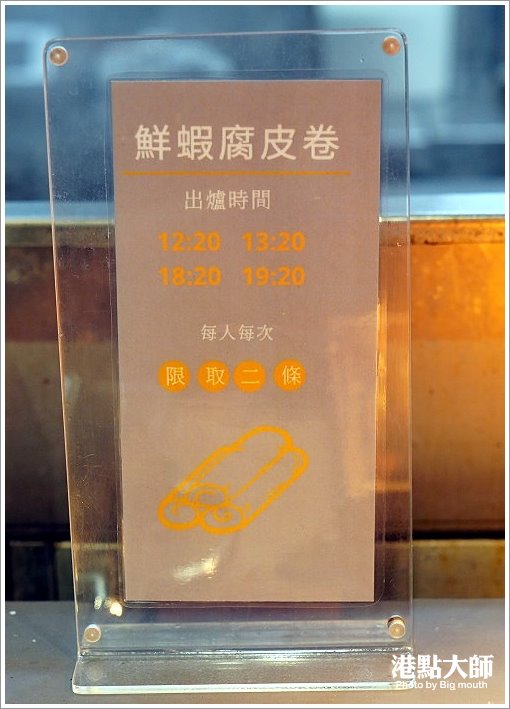 鮮蝦腐皮卷
出爐時間
12:20 13:20
18:20 19:20
每人每次
限取二條
港點大師
Photo by Big mouth